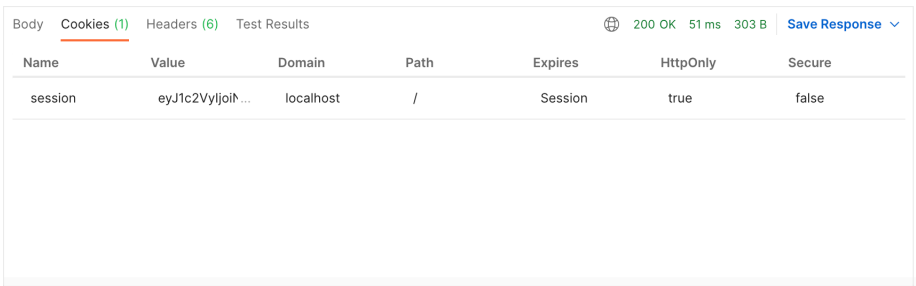 Body Cookies (1) Headers (6) Test Results 200 OK 51 ms 303 B Save Response
Name Value Domain Path Expires HttpOnly Secure
session eyJ1c2VyIjoiN... localhost / Session true false